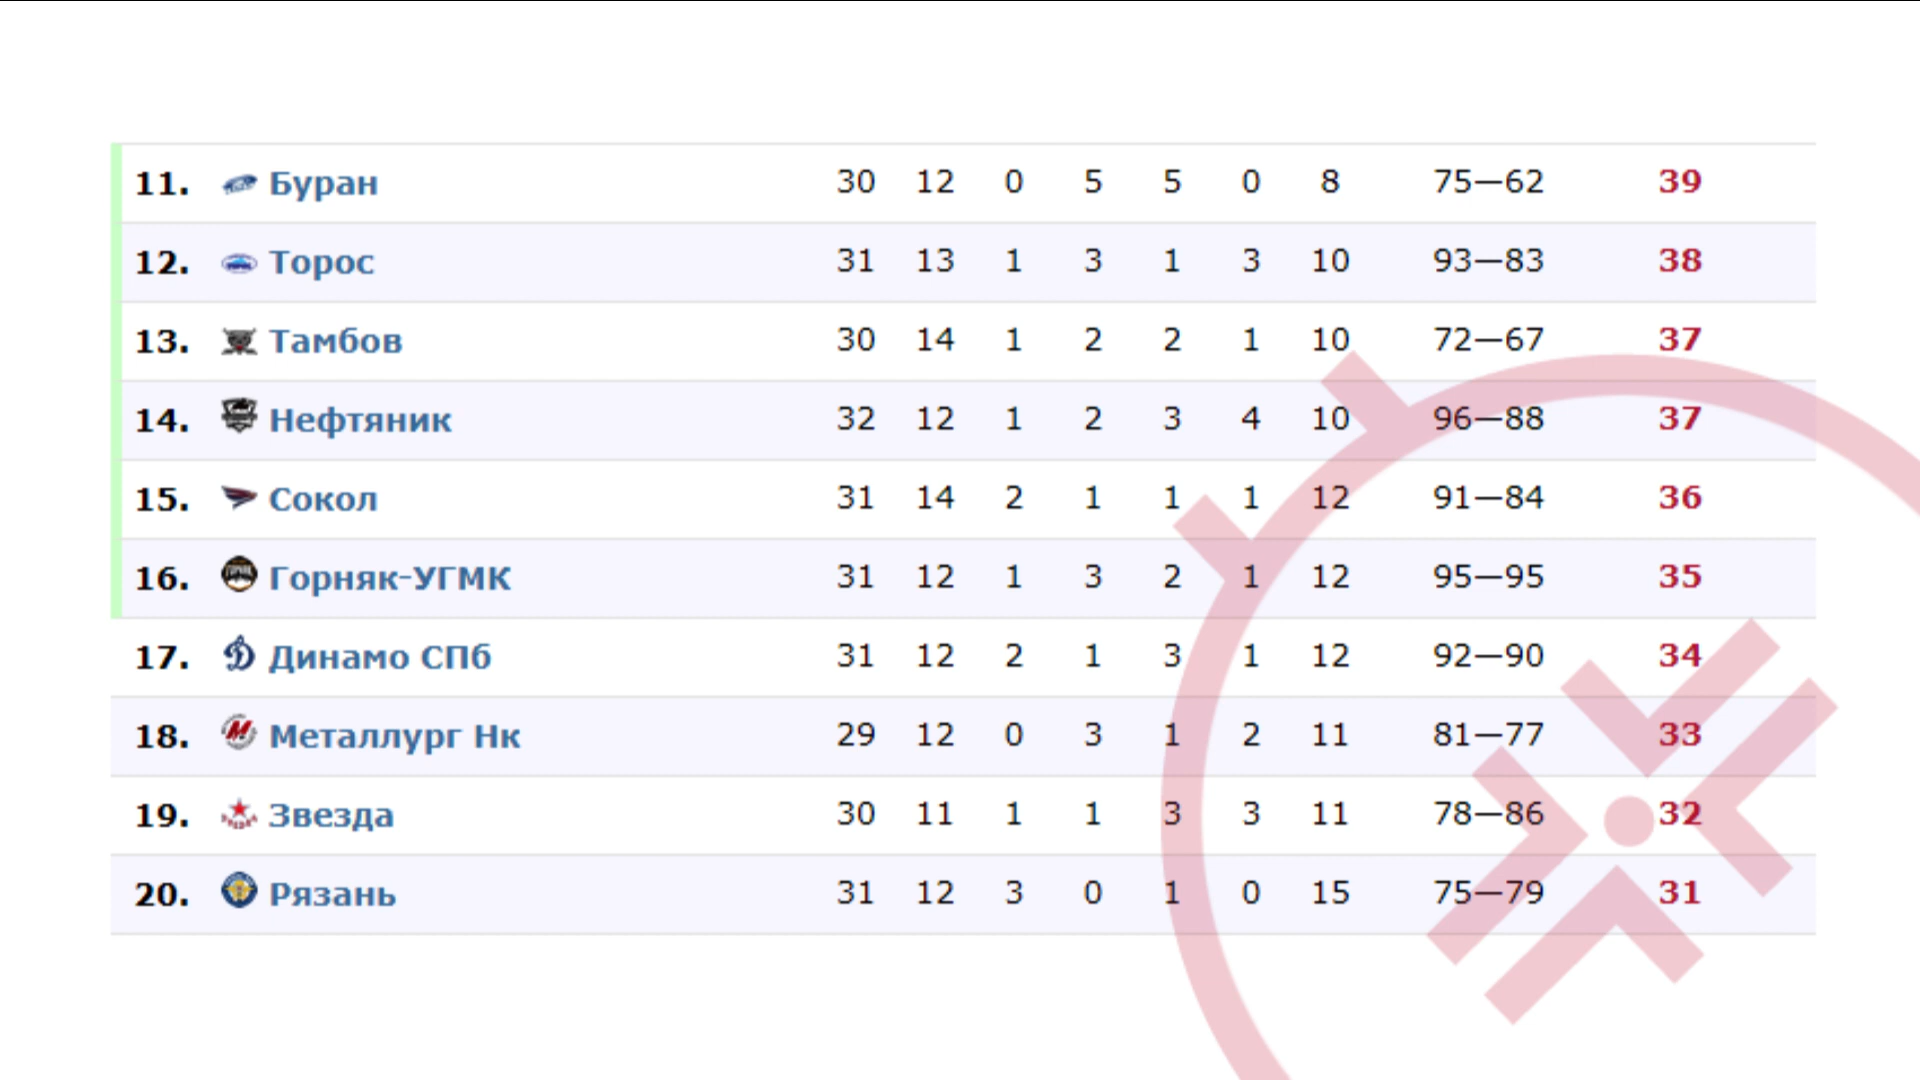 11. Буран 30 12 0 5 5 0 8 75—62 39
12. Торос 31 13 1 3 1 3 10 93—83 38
13. Тамбов 30 14 1 2 2 1 10 72—67 37
14. Нефтяник 32 12 1 2 3 4 10 96—88 37
15. Сокол 31 14 2 1 1 1 12 91—84 36
16. Горняк-УГМК 31 12 1 3 2 1 12 95—95 35
17. Динамо СПб 31 12 2 1 3 1 12 92—90 34
18. Металлург Нк 29 12 0 3 1 2 11 81—77 33
19. Звезда 30 11 1 1 3 3 11 78—86 32
20. Рязань 31 12 3 0 1 0 15 75—79 31